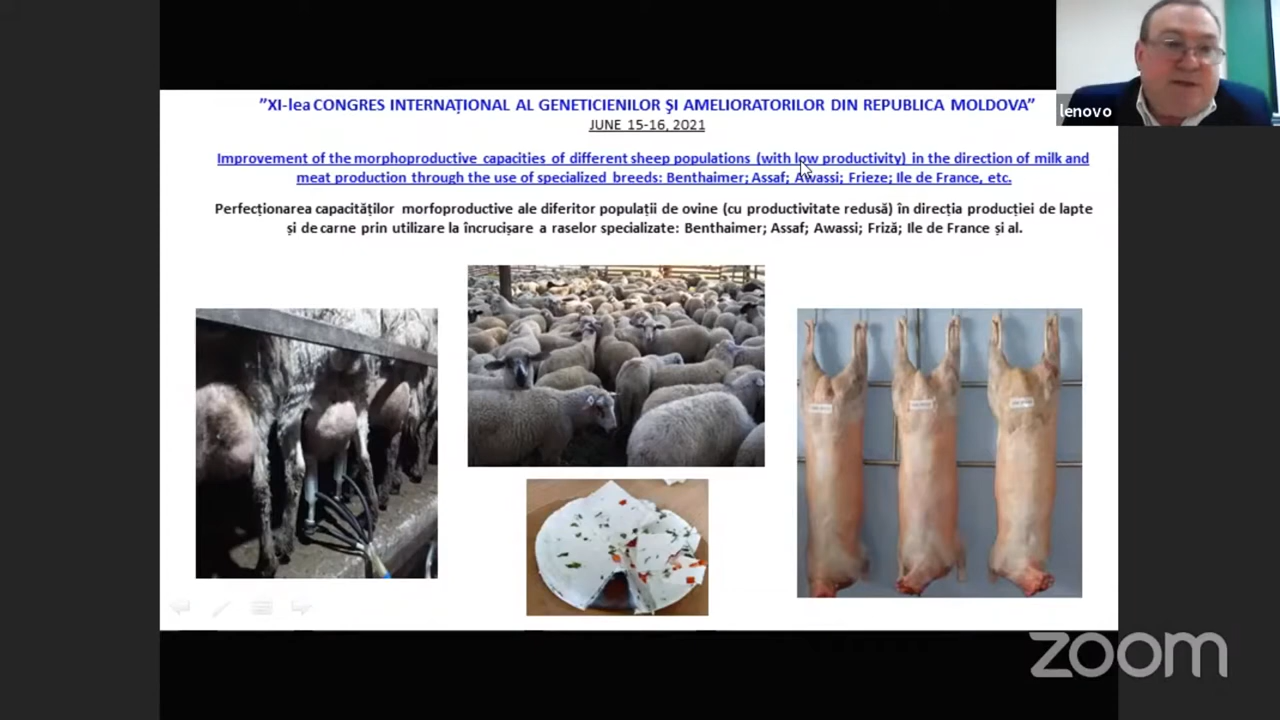 ”XI-lea CONGRES INTERNAȚIONAL AL GENETICIENILOR ŞI AMELIORATORILOR DIN REPUBLICA MOLDOVA”
JUNE 15-16, 2021
Improvement of the morphoproductive capacities of different sheep populations (with low productivity) in the direction of milk and
meat production through the use of specialized breeds: Benthaimer; Assaf; Awassi; Frieze; Ile de France, etc.
Perfecționarea capacităților morfoproductive ale diferitor populații de ovine (cu productivitate redusă) în direcția producției de lapte
și de carne prin utilizare la încrucișare a raselor specializate: Benthaimer; Assaf; Awassi; Friză; Ile de France și al.
lenovo
zoom